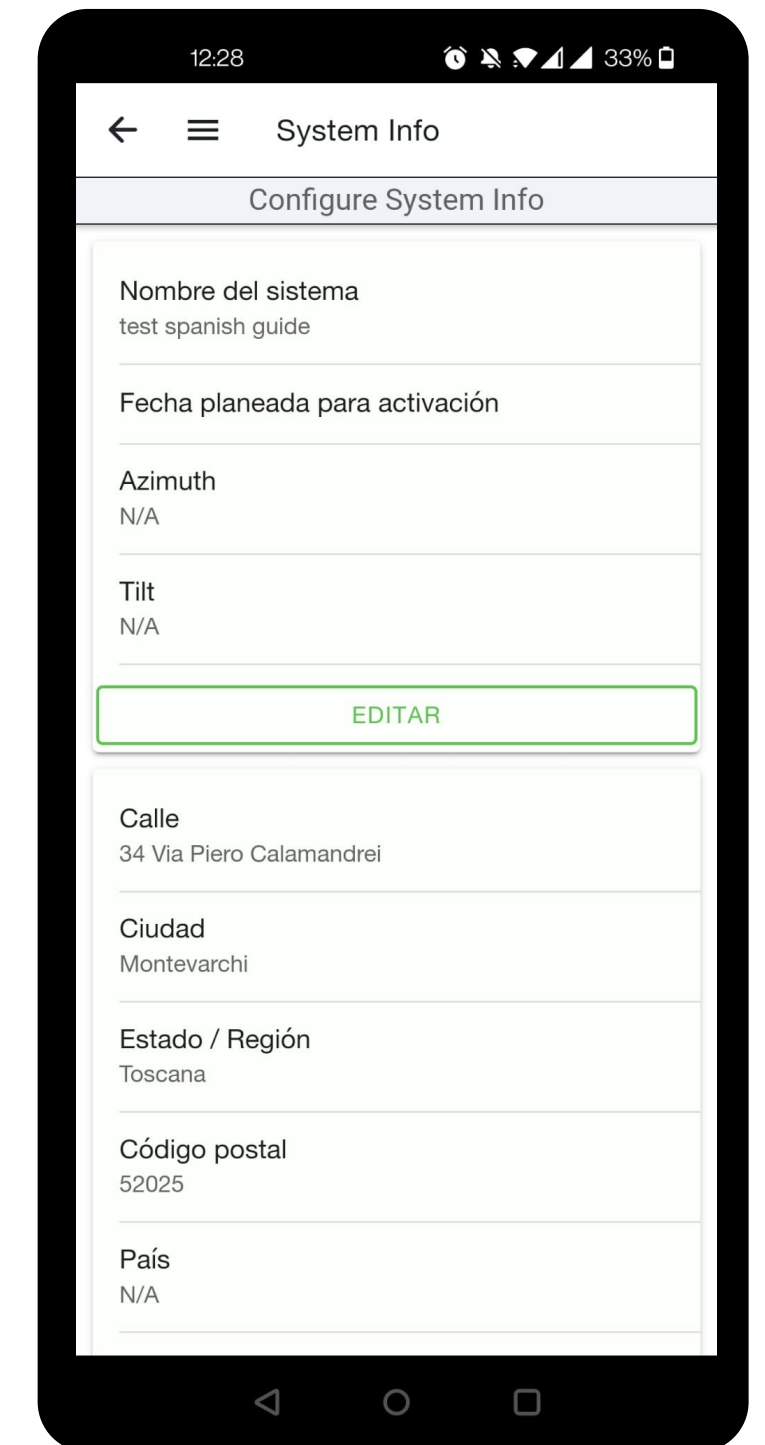 12:28
33%
System Info
Configure System Info
Nombre del sistema
test spanish guide
Fecha planeada para activación
Azimuth
N/A
Tilt
N/A
EDITAR
Calle
34 Via Piero Calamandrei
Ciudad
Montevarchi
Estado / Región
Toscana
Código postal
52025
País
N/A